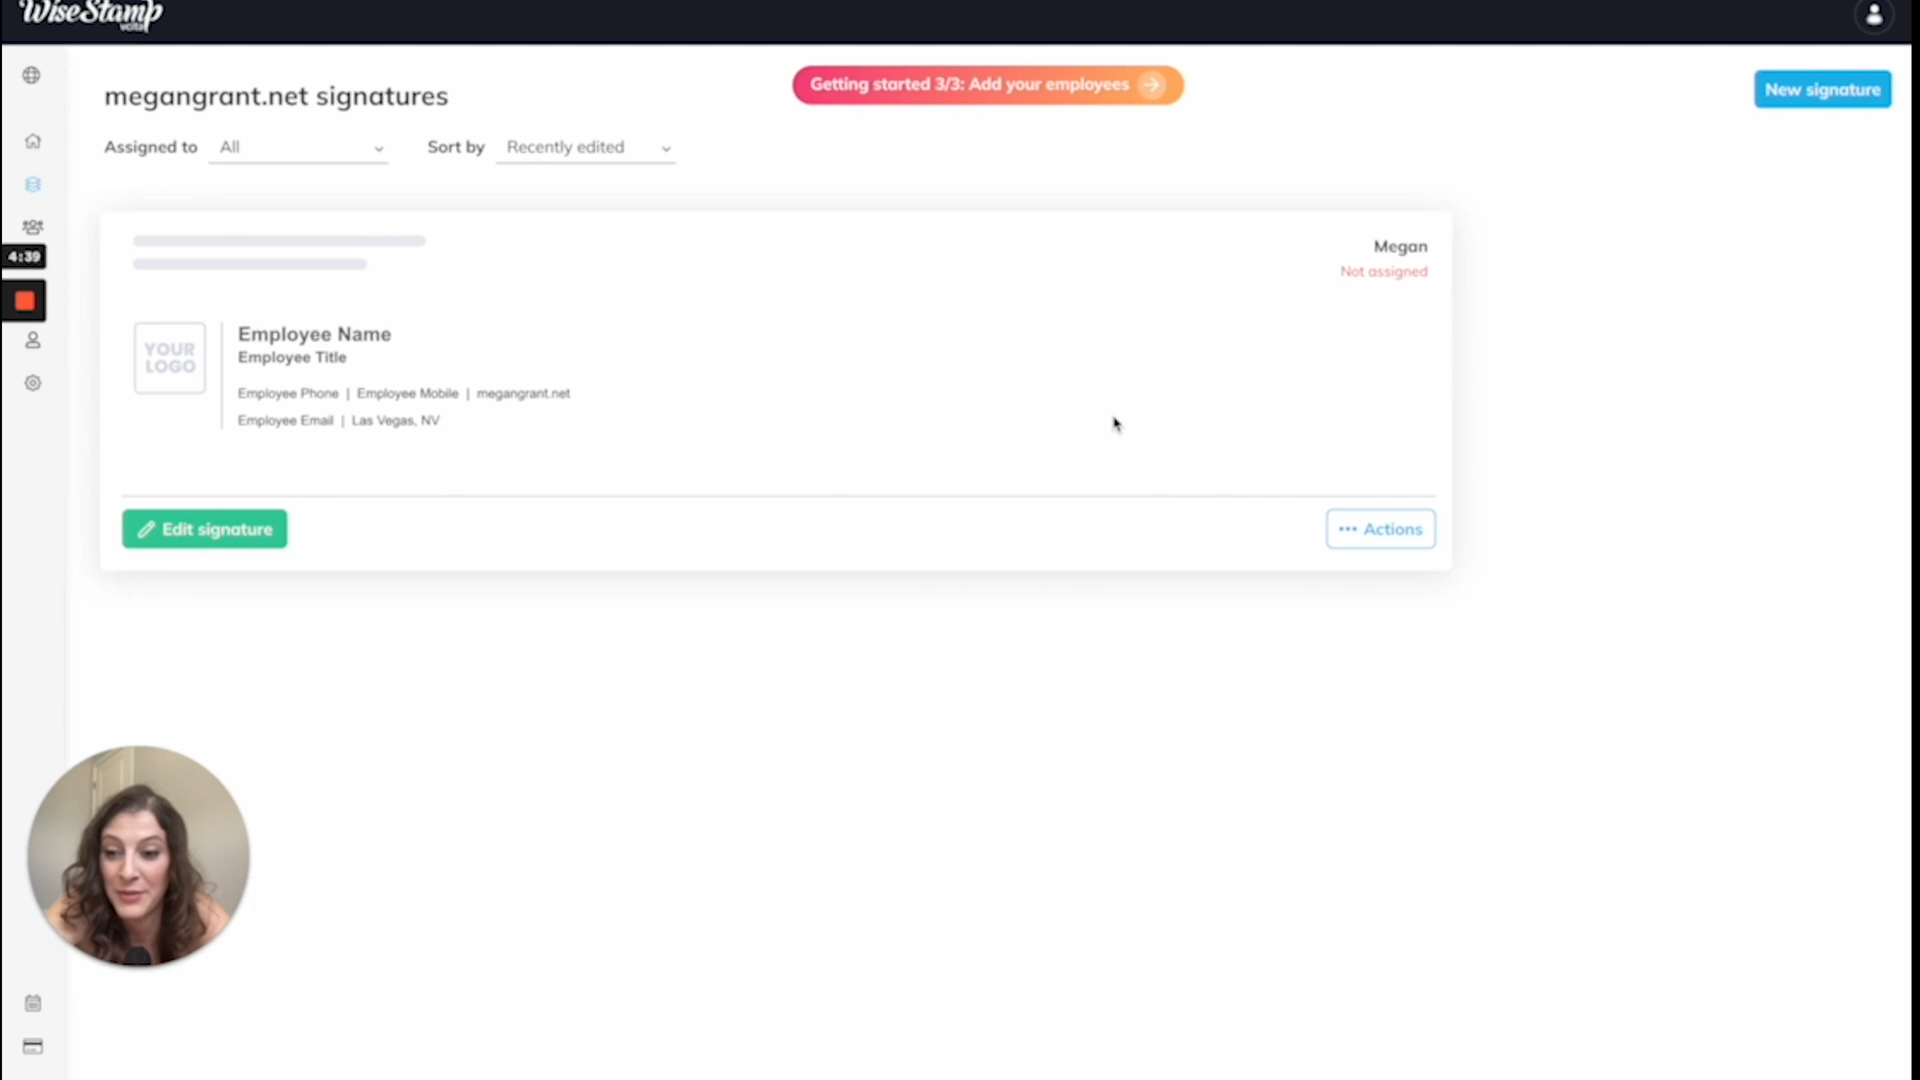 WiseStamp
vcita
megangrant.net signatures
Getting started 3/3: Add your employees
New signature
Assigned to All
Sort by Recently edited
Megan
Not assigned
4:39
YOUR
LOGO
Employee Name
Employee Title
Employee Phone | Employee Mobile | megangrant.net
Employee Email | Las Vegas, NV
Edit signature
••• Actions